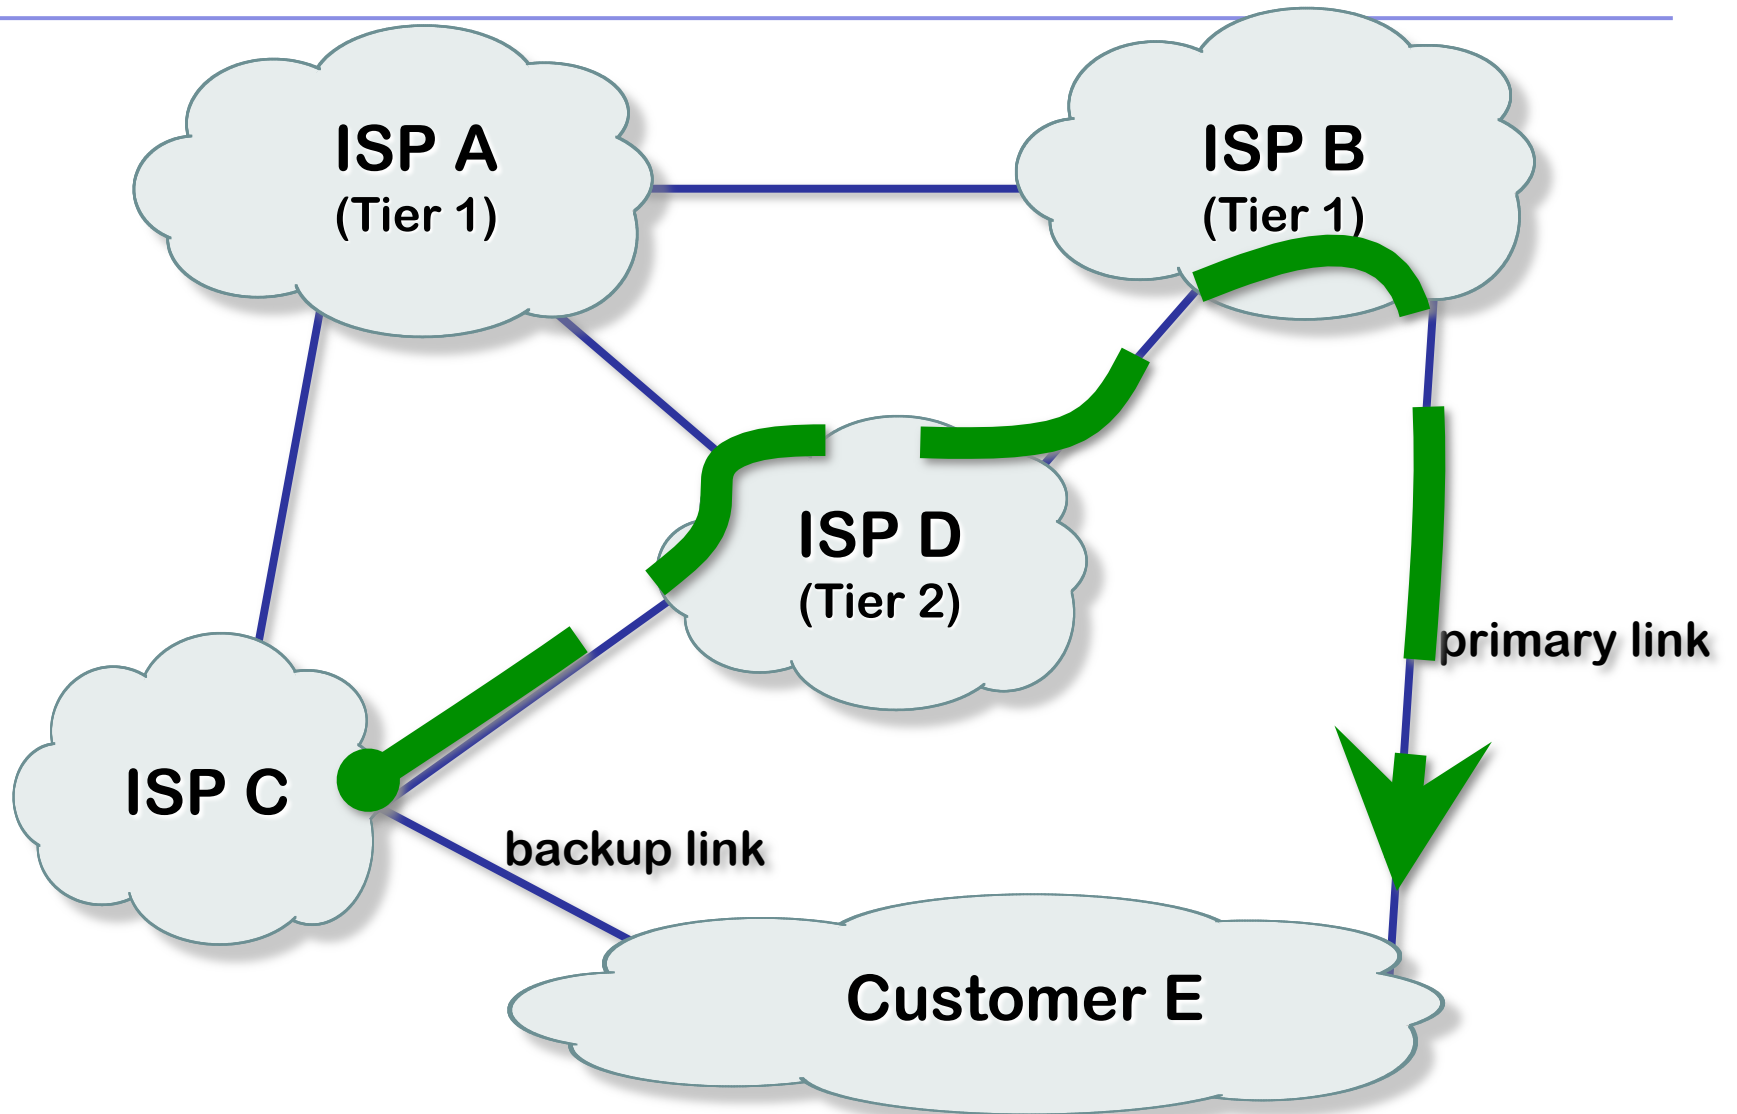 ISP A
(Tier 1)
ISP B
(Tier 1)
ISP D
(Tier 2)
primary link
ISP C
backup link
Customer E